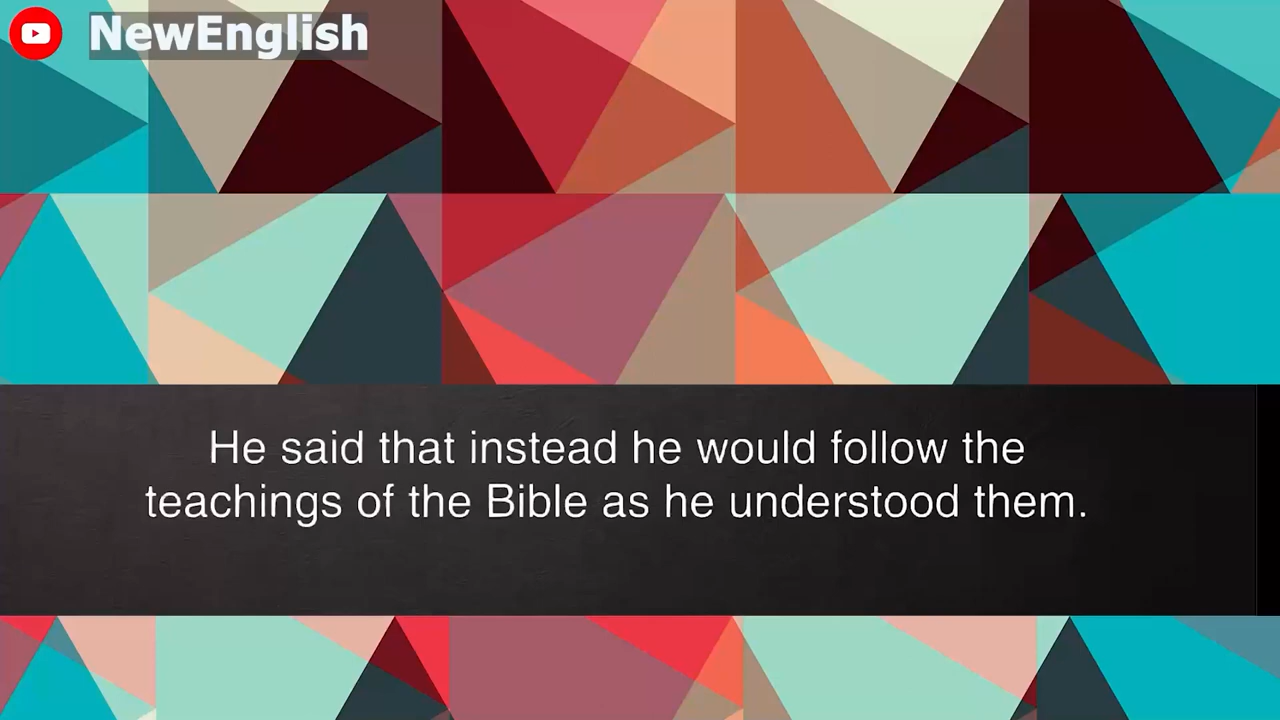 NewEnglish
He said that instead he would follow the
teachings of the Bible as he understood them.